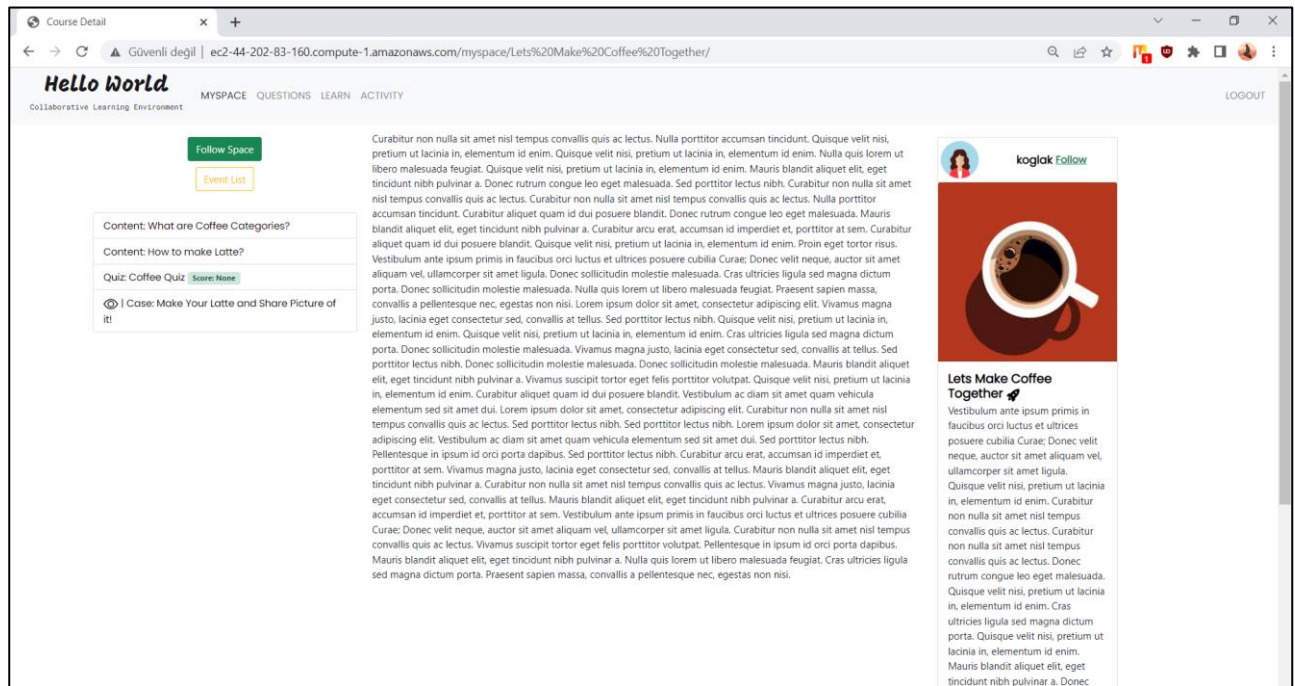 Course Detail
Güvenli değil | ec2-44-202-83-160.compute-1.amazonaws.com/myspace/Lets%20Make%20Coffee%20Together/
1
Hello World
Collaborative Learning Environment
MYSPACE QUESTIONS LEARN ACTIVITY
LOGOUT
Follow Space
Event List
Content: What are Coffee Categories?
Content: How to make Latte?
Quiz: Coffee Quiz Score: None
| Case: Make Your Latte and Share Picture of
it!
Curabitur non nulla sit amet nisl tempus convallis quis ac lectus. Nulla porttitor accumsan tincidunt. Quisque velit nisi,
pretium ut lacinia in, elementum id enim. Quisque velit nisi, pretium ut lacinia in, elementum id enim. Nulla quis lorem ut
libero malesuada feugiat. Quisque velit nisi, pretium ut lacinia in, elementum id enim. Mauris blandit aliquet elit, eget
tincidunt nibh pulvinar a. Donec rutrum congue leo eget malesuada. Sed porttitor lectus nibh. Curabitur non nulla sit amet
nisl tempus convallis quis ac lectus. Curabitur non nulla sit amet nisl tempus convallis quis ac lectus. Nulla porttitor
accumsan tincidunt. Curabitur aliquet quam id dui posuere blandit. Donec rutrum congue leo eget malesuada. Mauris
blandit aliquet elit, eget tincidunt nibh pulvinar a. Curabitur arcu erat, accumsan id imperdiet et, porttitor at sem. Curabitur
aliquet quam id dui posuere blandit. Quisque velit nisi, pretium ut lacinia in, elementum id enim. Proin eget tortor risus.
Vestibulum ante ipsum primis in faucibus orci luctus et ultrices posuere cubilia Curae; Donec velit neque, auctor sit amet
aliquam vel, ullamcorper sit amet ligula. Donec sollicitudin molestie malesuada. Cras ultricies ligula sed magna dictum
porta. Donec sollicitudin molestie malesuada. Nulla quis lorem ut libero malesuada feugiat. Praesent sapien massa,
convallis a pellentesque nec, egestas non nisi. Lorem ipsum dolor sit amet, consectetur adipiscing elit. Vivamus magna
justo, lacinia eget consectetur sed, convallis at tellus. Sed porttitor lectus nibh. Quisque velit nisi, pretium ut lacinia in,
elementum id enim. Quisque velit nisi, pretium ut lacinia in, elementum id enim. Cras ultricies ligula sed magna dictum
porta. Donec sollicitudin molestie malesuada. Vivamus magna justo, lacinia eget consectetur sed, convallis at tellus. Sed
porttitor lectus nibh. Donec sollicitudin molestie malesuada. Donec sollicitudin molestie malesuada. Mauris blandit aliquet
elit, eget tincidunt nibh pulvinar a. Vivamus suscipit tortor eget felis porttitor volutpat. Quisque velit nisi, pretium ut lacinia
in, elementum id enim. Curabitur aliquet quam id dui posuere blandit. Vestibulum ac diam sit amet quam vehicula
elementum sed sit amet dui. Lorem ipsum dolor sit amet, consectetur adipiscing elit. Curabitur non nulla sit amet nisl
tempus convallis quis ac lectus. Sed porttitor lectus nibh. Sed porttitor lectus nibh. Lorem ipsum dolor sit amet, consectetur
adipiscing elit. Vestibulum ac diam sit amet quam vehicula elementum sed sit amet dui. Sed porttitor lectus nibh.
Pellentesque in ipsum id orci porta dapibus. Sed porttitor lectus nibh. Curabitur arcu erat, accumsan id imperdiet et,
porttitor at sem. Vivamus magna justo, lacinia eget consectetur sed, convallis at tellus. Mauris blandit aliquet elit, eget
tincidunt nibh pulvinar a. Curabitur non nulla sit amet nisl tempus convallis quis ac lectus. Vivamus magna justo, lacinia
eget consectetur sed, convallis at tellus. Mauris blandit aliquet elit, eget tincidunt nibh pulvinar a. Curabitur arcu erat,
accumsan id imperdiet et, porttitor at sem. Vestibulum ante ipsum primis in faucibus orci luctus et ultrices posuere cubilia
Curae; Donec velit neque, auctor sit amet aliquam vel, ullamcorper sit amet ligula. Curabitur non nulla sit amet nisl tempus
convallis quis ac lectus. Vivamus suscipit tortor eget felis porttitor volutpat. Pellentesque in ipsum id orci porta dapibus.
Mauris blandit aliquet elit, eget tincidunt nibh pulvinar a. Nulla quis lorem ut libero malesuada feugiat. Cras ultricies ligula
sed magna dictum porta. Praesent sapien massa, convallis a pellentesque nec, egestas non nisi.
koglak Follow
Lets Make Coffee
Together
Vestibulum ante ipsum primis in
faucibus orci luctus et ultrices
posuere cubilia Curae; Donec velit
neque, auctor sit amet aliquam vel,
ullamcorper sit amet ligula.
Quisque velit nisi, pretium ut lacinia
in, elementum id enim. Curabitur
non nulla sit amet nisl tempus
convallis quis ac lectus. Curabitur
non nulla sit amet nisl tempus
convallis quis ac lectus. Donec
rutrum congue leo eget malesuada.
Quisque velit nisi, pretium ut lacinia
in, elementum id enim. Cras
ultricies ligula sed magna dictum
porta. Quisque velit nisi, pretium ut
lacinia in, elementum id enim.
Mauris blandit aliquet elit, eget
tincidunt nibh pulvinar a. Donec